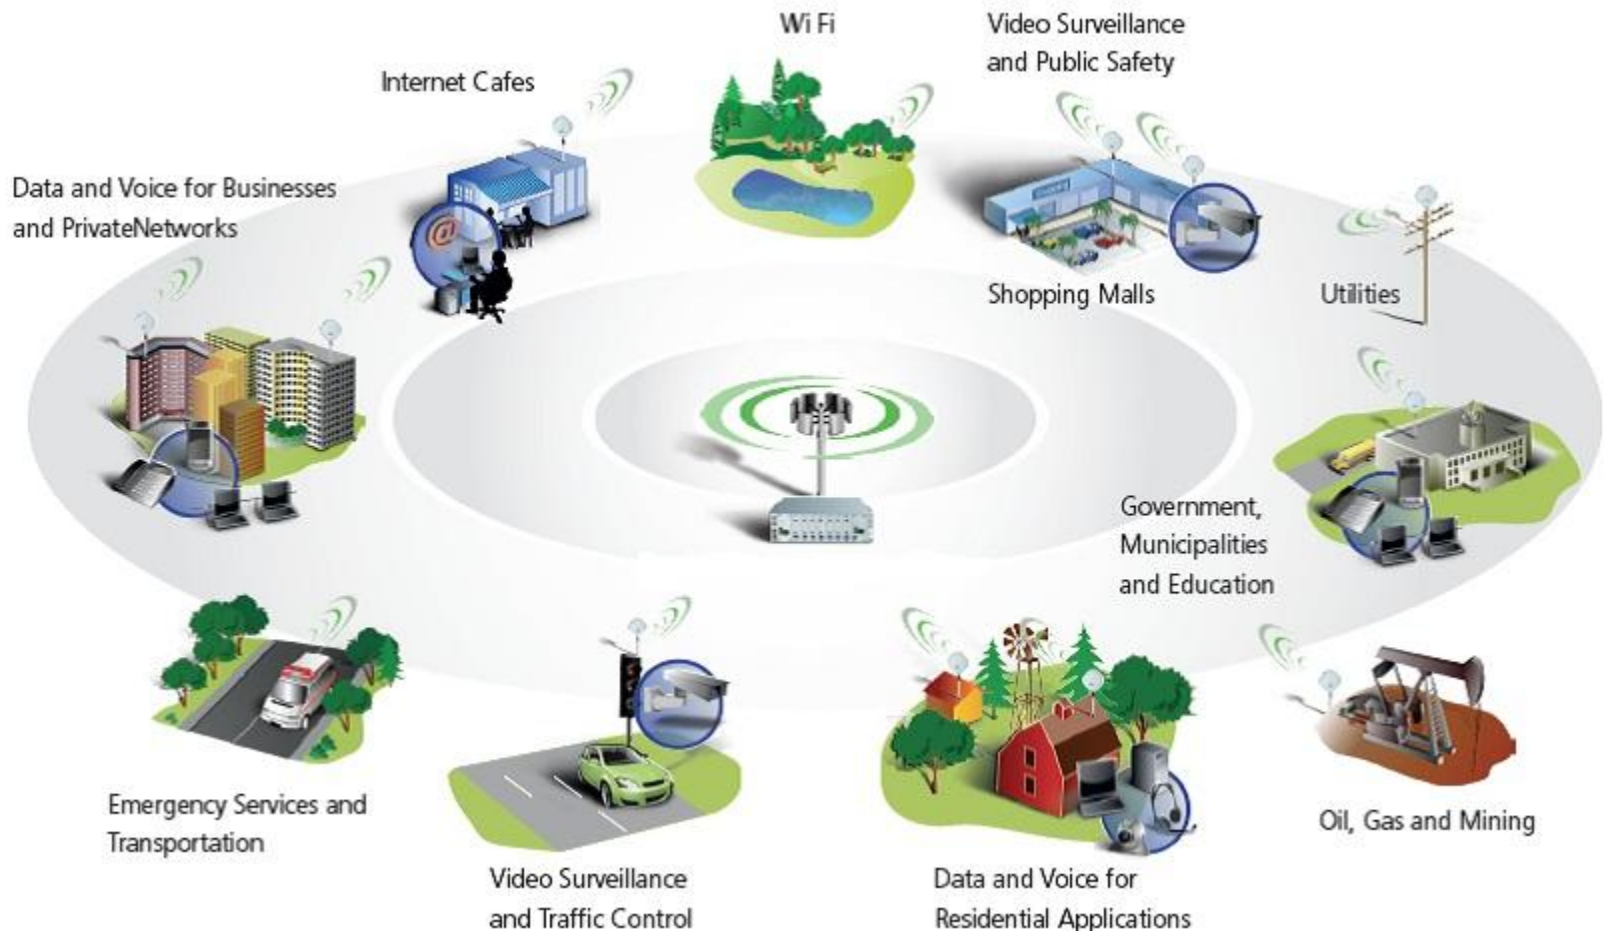 Wi Fi
Video Surveillance
and Public Safety
Internet Cafes
Data and Voice for Businesses
and PrivateNetworks
Shopping Malls
Utilities
@
Government,
Municipalities
and Education
Emergency Services and
Transportation
Oil, Gas and Mining
Video Surveillance
and Traffic Control
Data and Voice for
Residential Applications